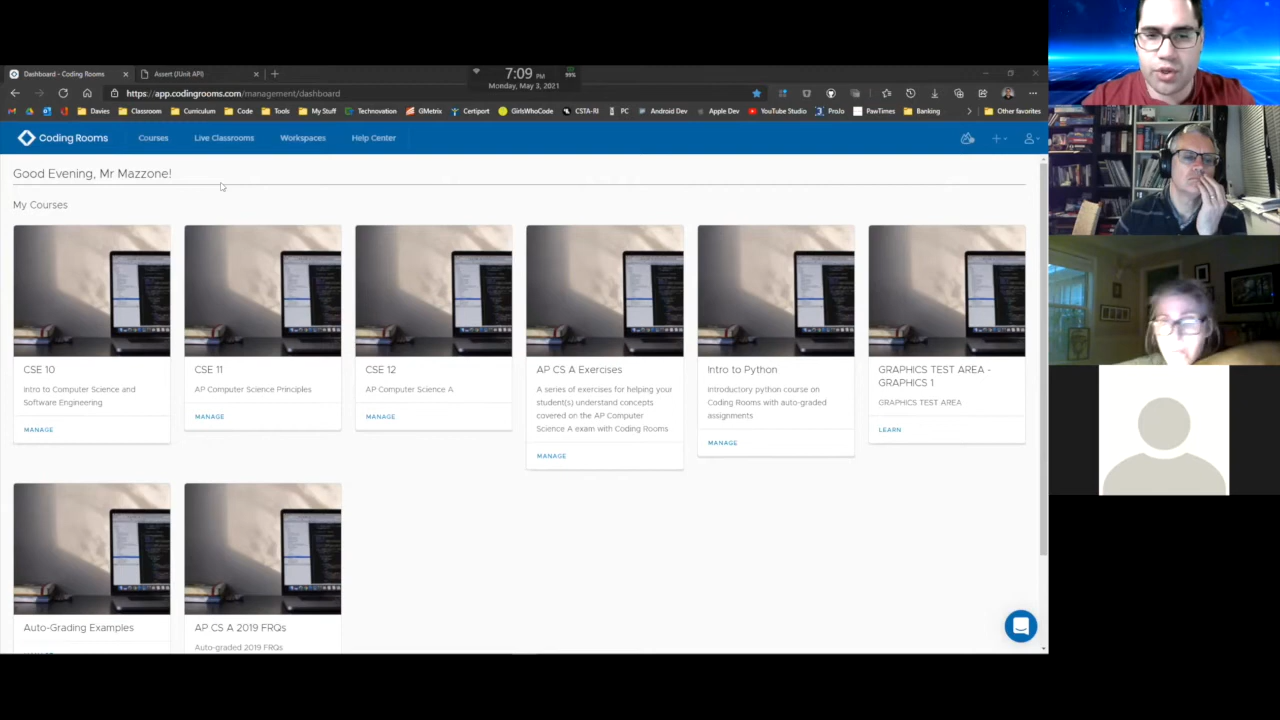 7:09 PM
99%
Monday, May 3, 2021
Dashboard - Coding Rooms
Assert (JUnit API)
https://app.codingrooms.com/management/dashboard
Davies Classroom Curriculum Code Tools My Stuff Technovation GMetrix Certiport GirlsWhoCode CSTA-RI PC Android Dev Apple Dev YouTube Studio ProJo PawTimes Banking Other favorites
Coding Rooms Courses Live Classrooms Workspaces Help Center
Good Evening, Mr Mazzone!
My Courses
CSE 10
Intro to Computer Science and
Software Engineering
MANAGE
CSE 11
AP Computer Science Principles
MANAGE
CSE 12
AP Computer Science A
MANAGE
AP CS A Exercises
A series of exercises for helping your
student(s) understand concepts
covered on the AP Computer
Science A exam with Coding Rooms
MANAGE
Intro to Python
Introductory python course on
Coding Rooms with auto-graded
assignments
MANAGE
GRAPHICS TEST AREA -
GRAPHICS 1
GRAPHICS TEST AREA
LEARN
Auto-Grading Examples
AP CS A 2019 FRQs
Auto-graded 2019 FRQs